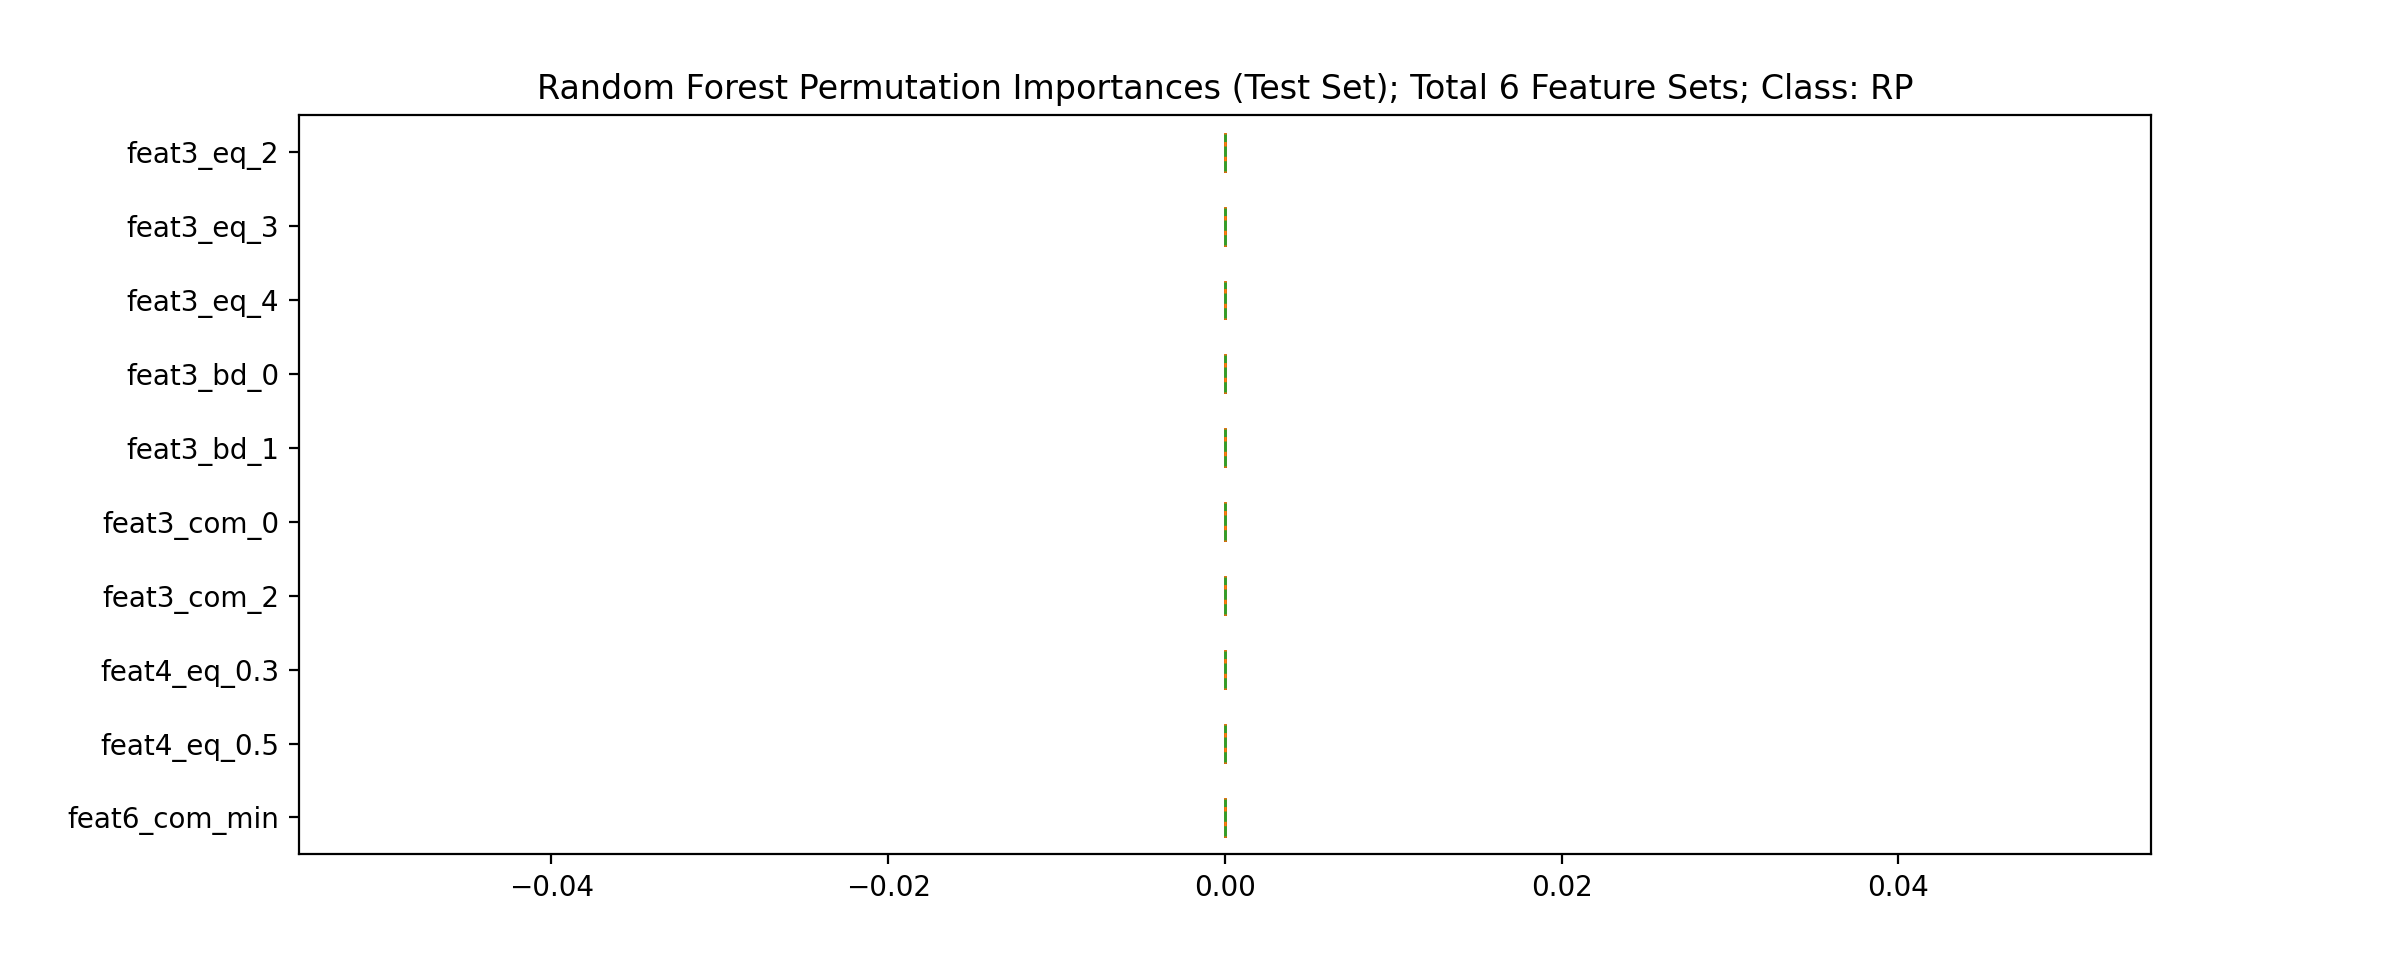 Random Forest Permutation Importances (Test Set); Total 6 Feature Sets; Class: RP
feat3_eq_2
feat3_eq_3
feat3_eq_4
feat3_bd_0
feat3_bd_1
feat3_com_0
feat3_com_2
feat4_eq_0.3
feat4_eq_0.5
feat6_com_min
−0.04 −0.02 0.00 0.02 0.04